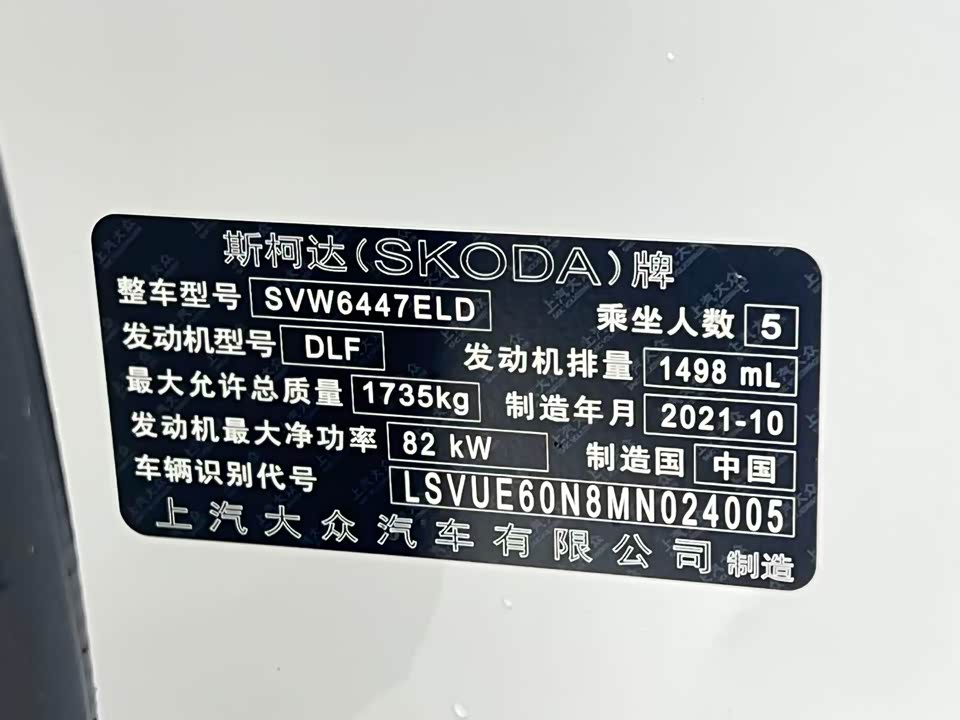 斯柯达(SKODA)牌
整车型号 SVW6447ELD 乘坐人数 5
发动机型号 DLF 发动机排量 1498 mL
最大允许总质量 1735kg 制造年月 2021-10
发动机最大净功率 82 kW 制造国 中国
车辆识别代号 LSVUE60N8MN024005
上汽大众汽车有限公司 制造